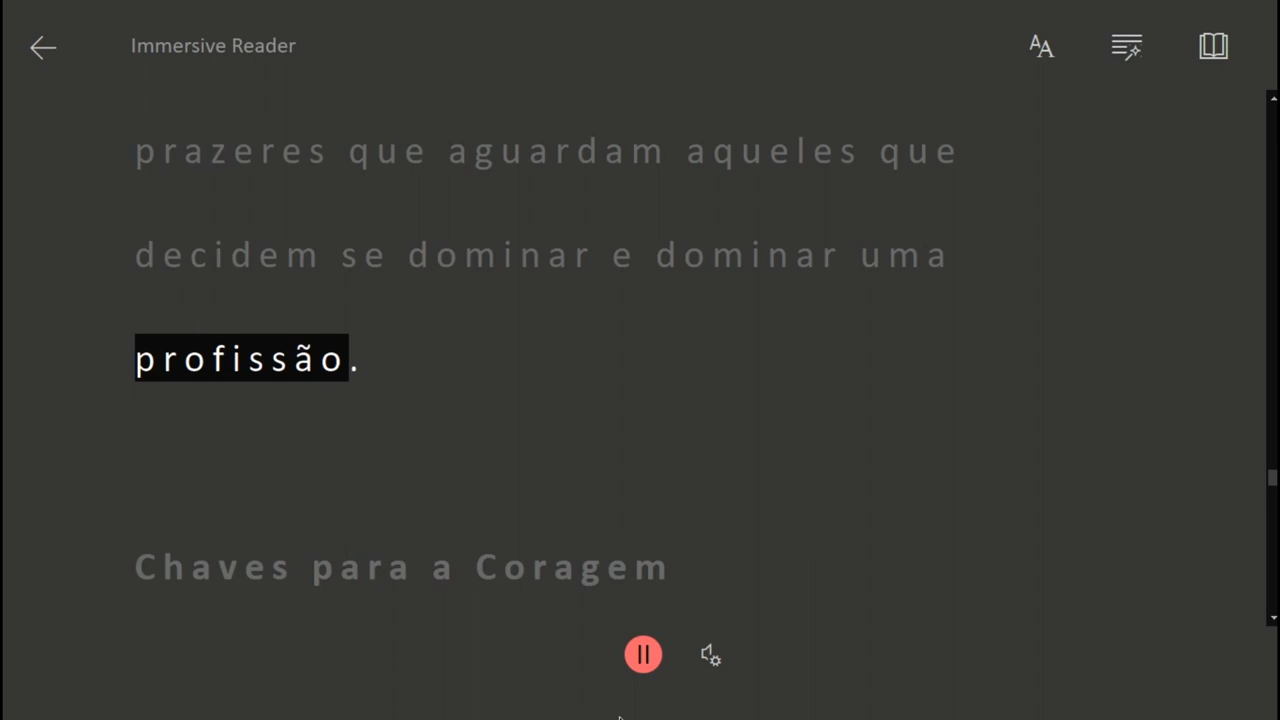 Immersive Reader
prazeres que aguardam aqueles que
decidem se dominar e dominar uma
profissão.
Chaves para a Coragem